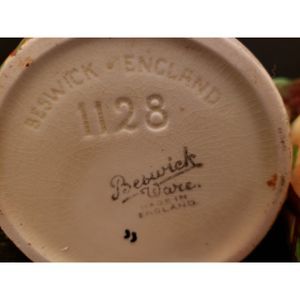 BESWICK ENGLAND
1128
Beswick
Ware.
MADE IN
ENGLAND.